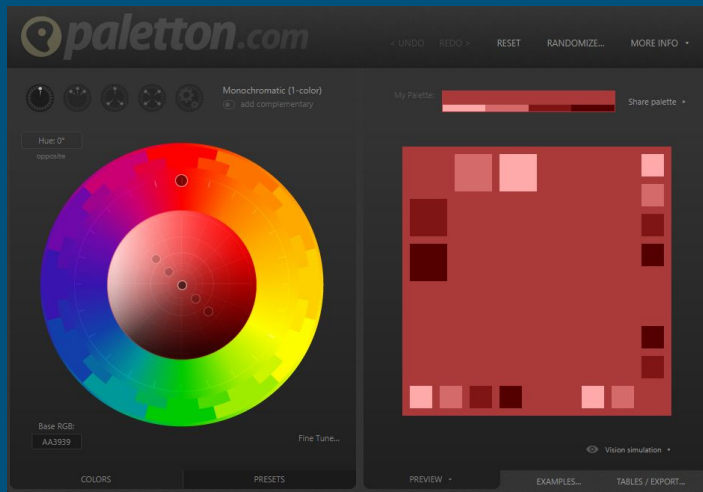 paletton.com
< UNDO REDO > RESET RANDOMIZE... MORE INFO
Monochromatic (1-color)
add complementary
Hue: 0°
opposite
Base RGB:
AA3939
Fine Tune...
COLORS PRESETS
My Palette:
Share palette
Vision simulation
PREVIEW EXAMPLES... TABLES / EXPORT...